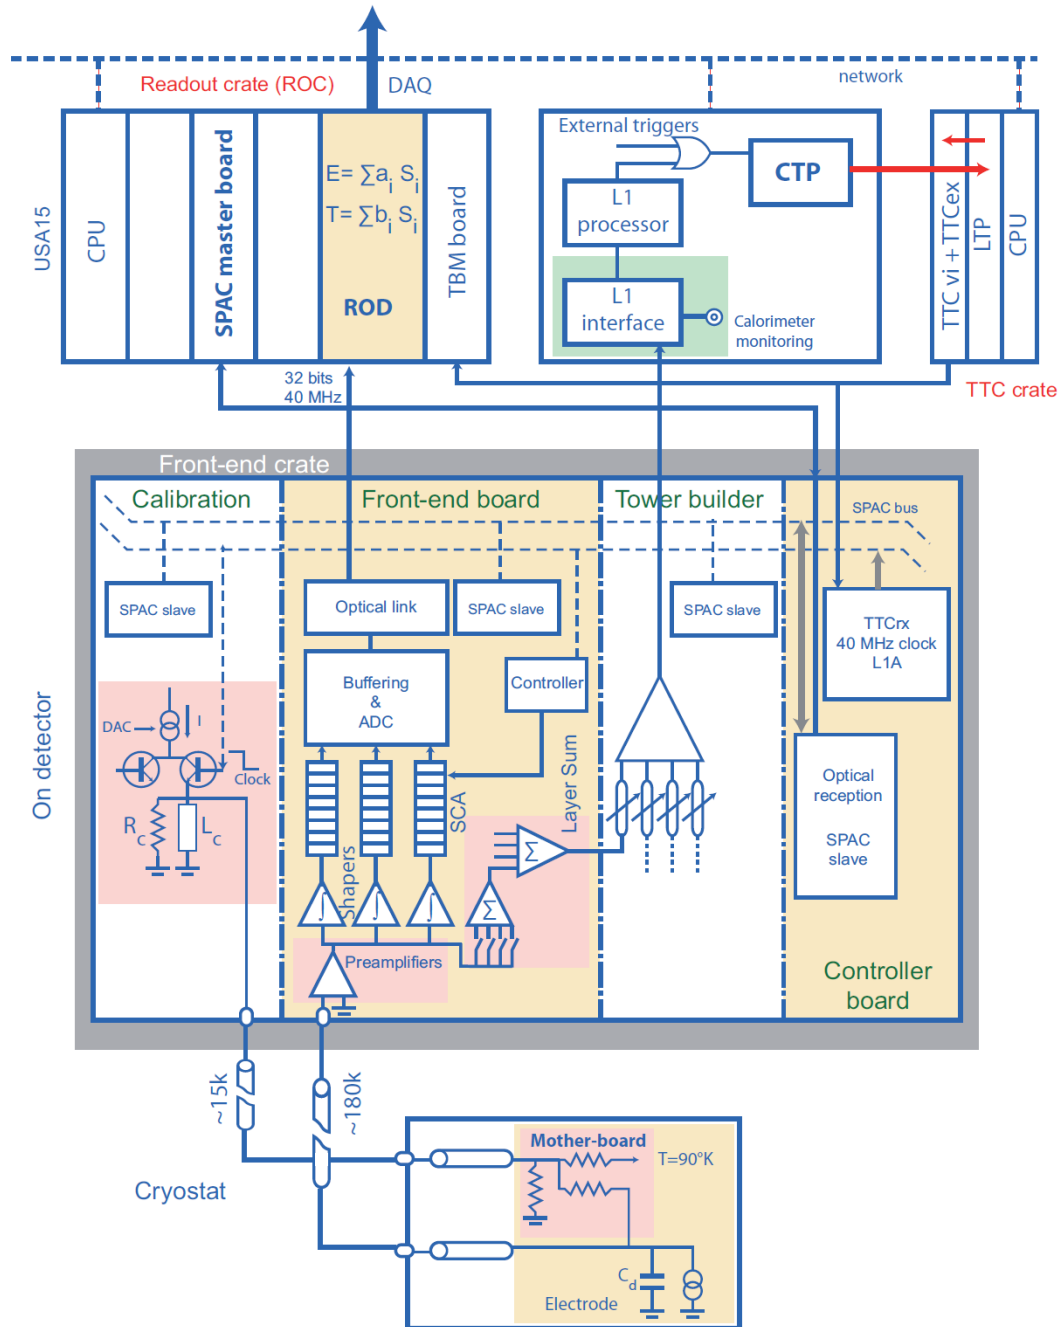 Readout crate (ROC)
DAQ
network
USA15
CPU
SPAC master board
E= ∑a_i S_i
T= ∑b_i S_i
ROD
TBM board
External triggers
CTP
L1
processor
L1
interface
Calorimeter
monitoring
TTC vi + TTCex
LTP
CPU
TTC crate
32 bits
40 MHz
Front-end crate
Calibration
Front-end board
Tower builder
SPAC bus
SPAC slave
Optical link
SPAC slave
SPAC slave
TTCrx
40 MHz clock
L1A
Buffering
&
ADC
Controller
On detector
DAC
I
Clock
R_c
L_c
SCA
Layer Sum
Optical
reception
SPAC
slave
Shapers
∫
∫
∫
∑
∑
Preamplifiers
Controller
board
~15k
~180k
Mother-board
T=90°K
Cryostat
C_d
Electrode